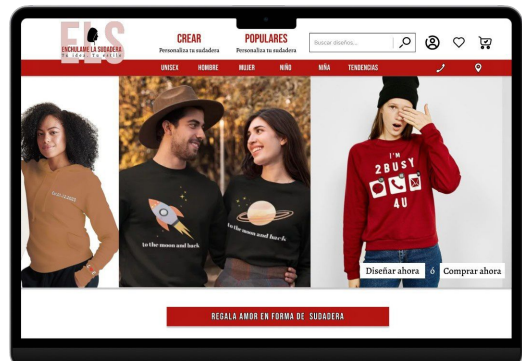 ELS
ENCHULAME LA SUDADERA
Tu idea, Tu estilo
CREAR
Personaliza tu sudadera
POPULARES
Personaliza tu sudadera
Buscar diseños...
UNISEX HOMBRE MUJER NIÑO NIÑA TENDENCIAS
to the moon and back
to the moon and back
I'M
2BUSY
4U
Diseñar ahora ó Comprar ahora
REGALA AMOR EN FORMA DE SUDADERA